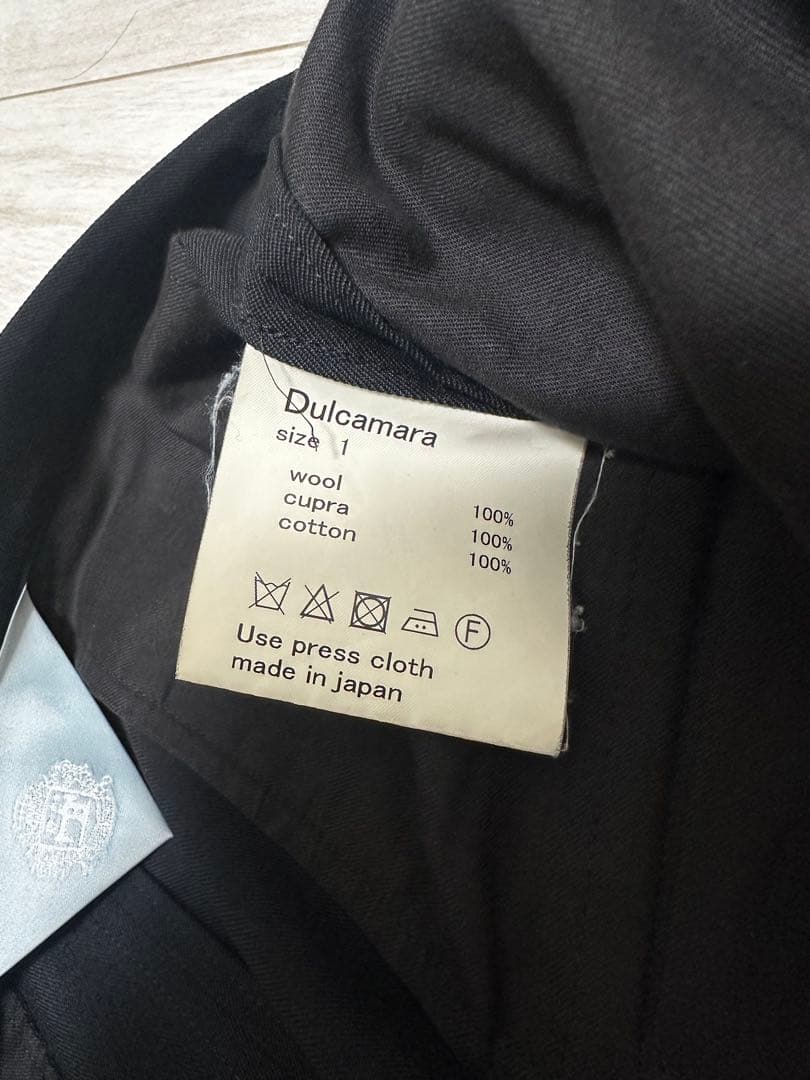 Dulcamara
size 1
wool 100%
cupra 100%
cotton 100%
F
Use press cloth
made in japan